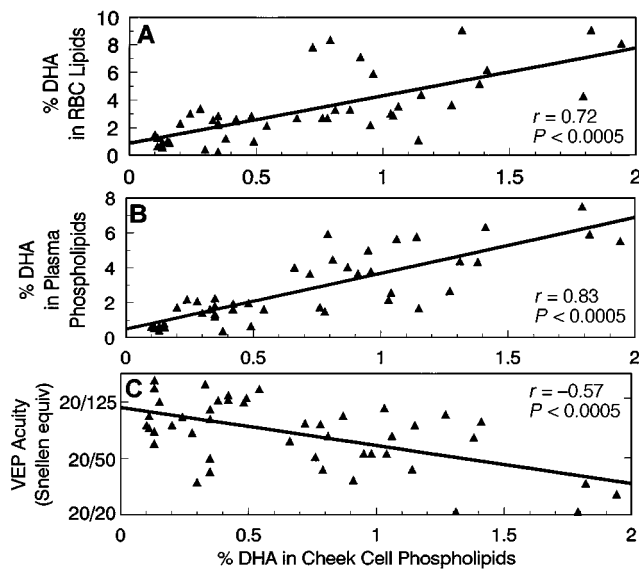 A
% DHA
in RBC Lipids
10
8
6
4
2
0
r = 0.72
P < 0.0005
0 0.5 1 1.5 2
B
% DHA
in Plasma
Phospholipids
8
6
4
2
0
r = 0.83
P < 0.0005
0 0.5 1 1.5 2
C
VEP Acuity
(Snellen equiv)
20/125
20/50
20/20
r = –0.57
P < 0.0005
0 0.5 1 1.5 2
% DHA in Cheek Cell Phospholipids